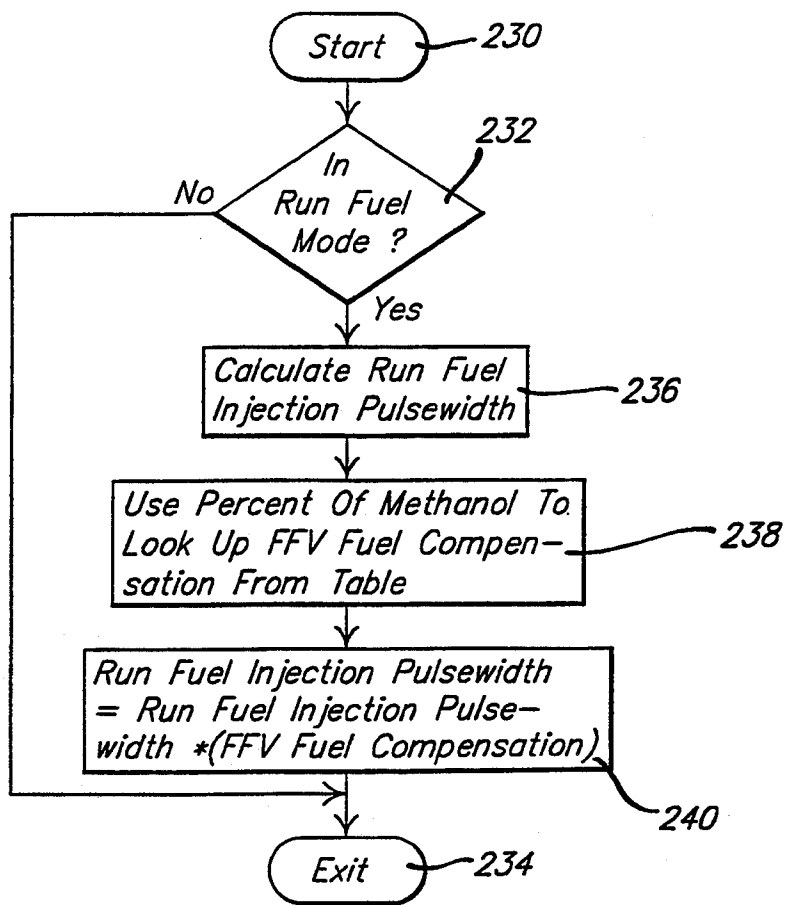 Start
230
In
Run Fuel
Mode ?
232
No
Yes
Calculate Run Fuel
Injection Pulsewidth
236
Use Percent Of Methanol To
Look Up FFV Fuel Compen-
sation From Table
238
Run Fuel Injection Pulsewidth
= Run Fuel Injection Pulse-
width *(FFV Fuel Compensation)
240
Exit
234